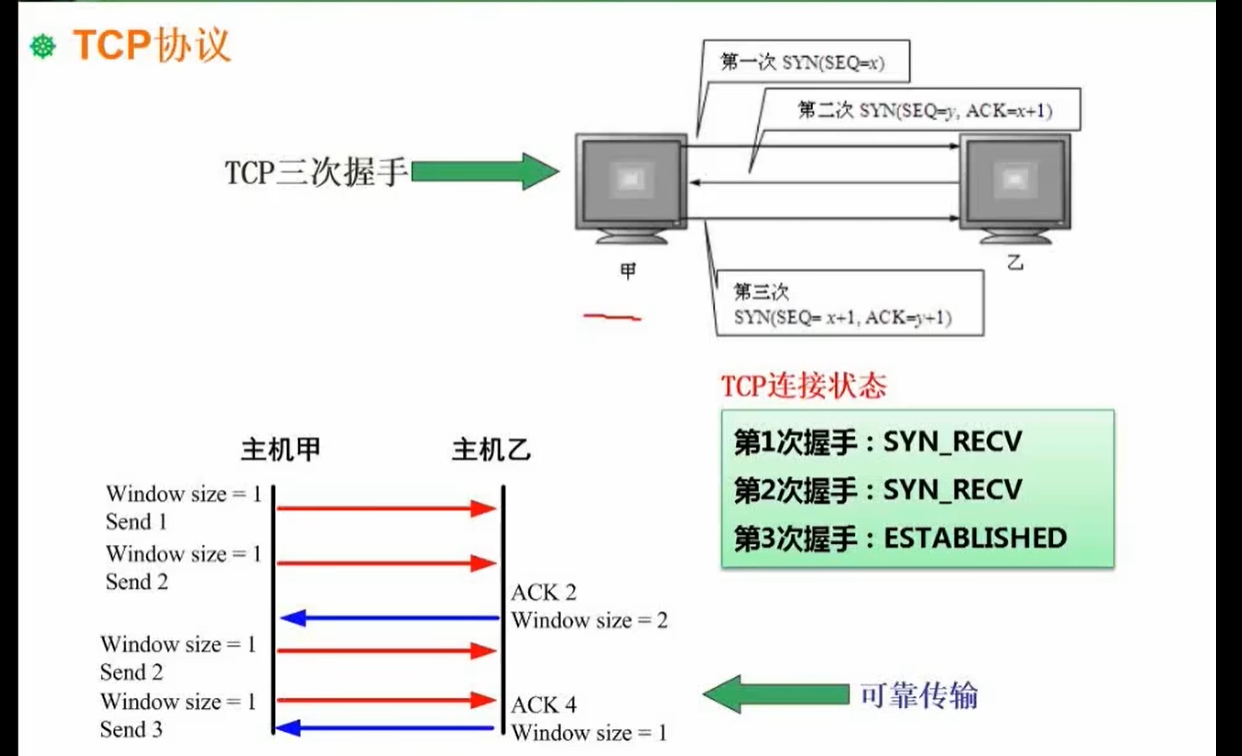 TCP协议
第一次 SYN(SEQ=x)
第二次 SYN(SEQ=y, ACK=x+1)
TCP三次握手
甲
乙
第三次
SYN(SEQ= x+1, ACK=y+1)
TCP连接状态
第1次握手：SYN_RECV
第2次握手：SYN_RECV
第3次握手：ESTABLISHED
主机甲
主机乙
Window size = 1
Send 1
Window size = 1
Send 2
ACK 2
Window size = 2
Window size = 1
Send 2
Window size = 1
Send 3
ACK 4
Window size = 1
可靠传输